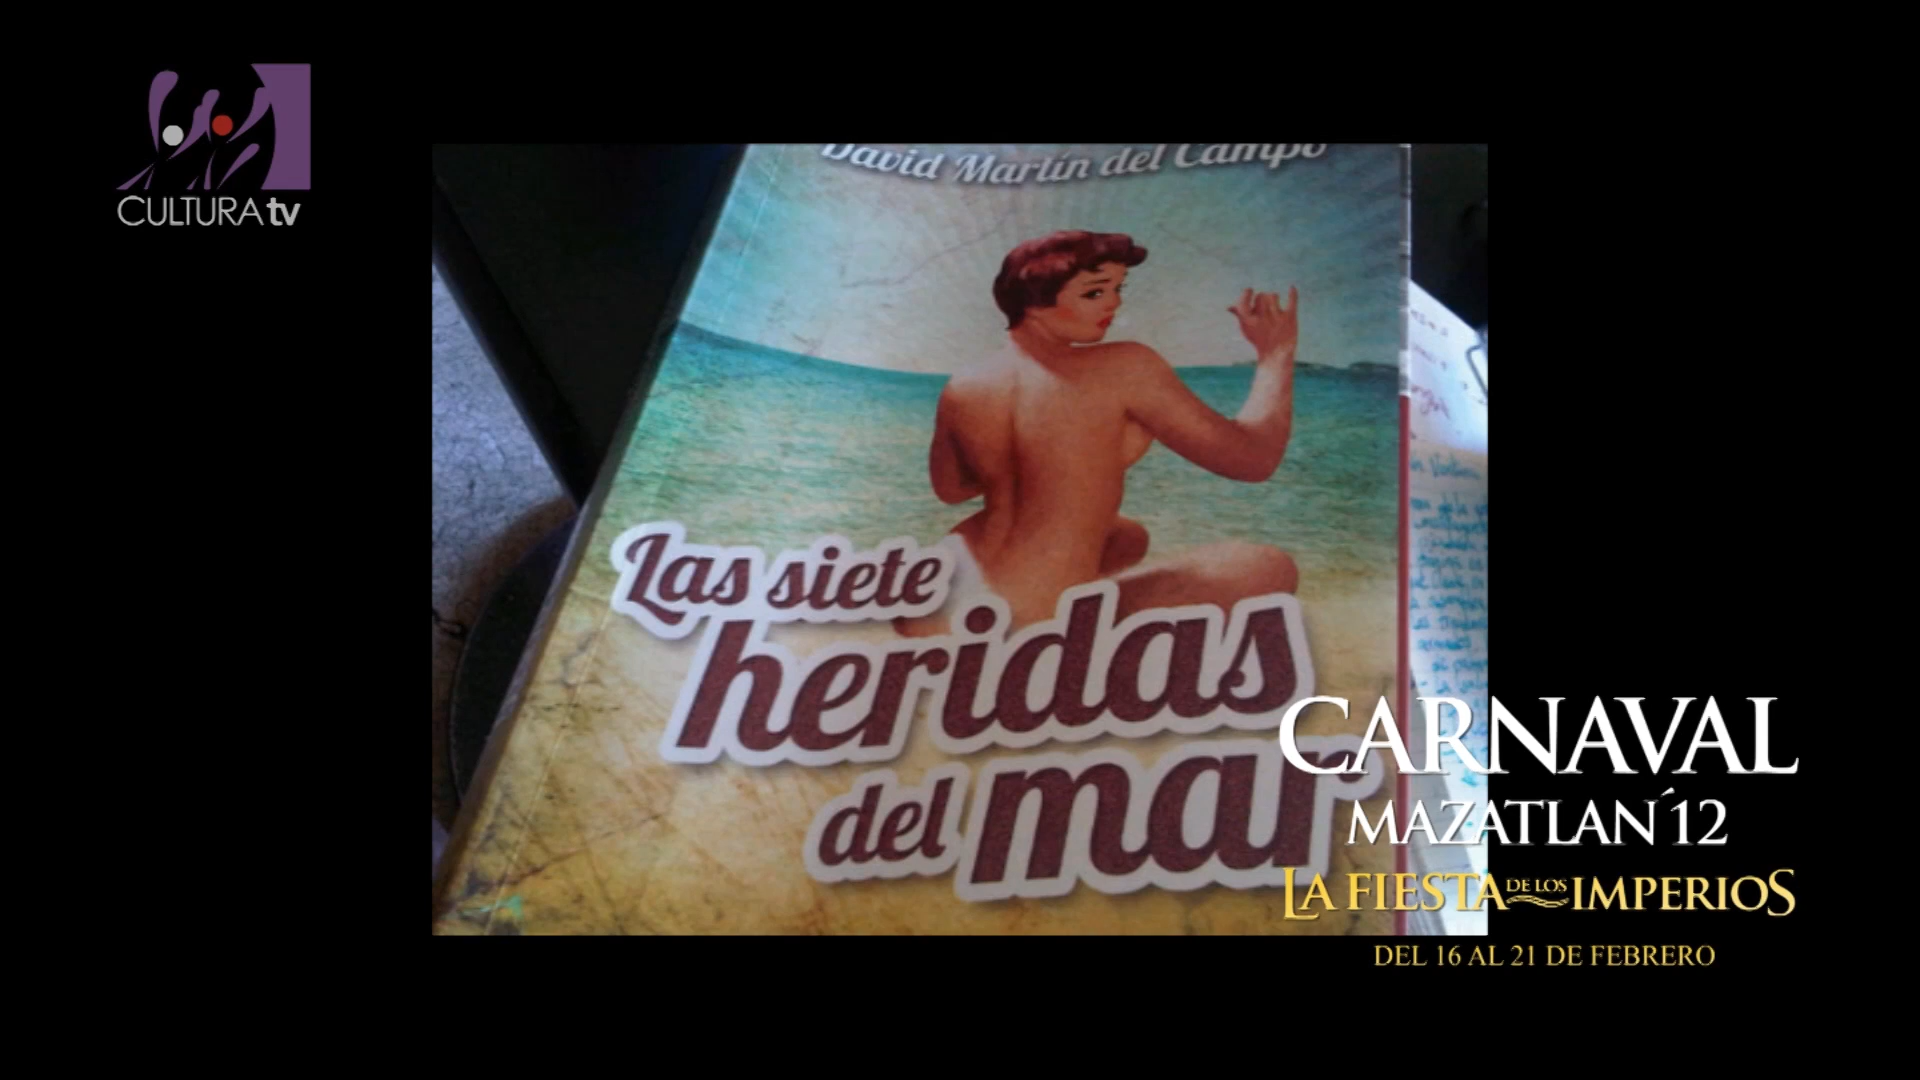 CULTURA tv
David Martín del Campo
Las siete
heridas
del mar
CARNAVAL
MAZATLAN´12
LA FIESTA DE LOS IMPERIOS
DEL 16 AL 21 DE FEBRERO